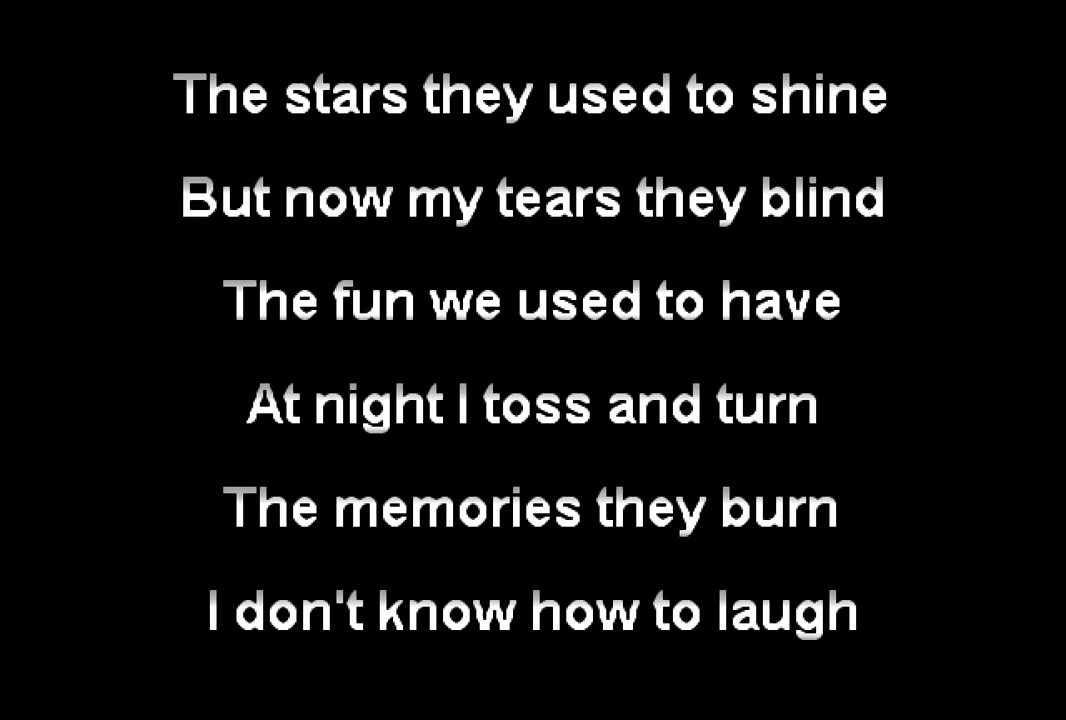 The stars they used to shine
But now my tears they blind
The fun we used to have
At night I toss and turn
The memories they burn
I don't know how to laugh